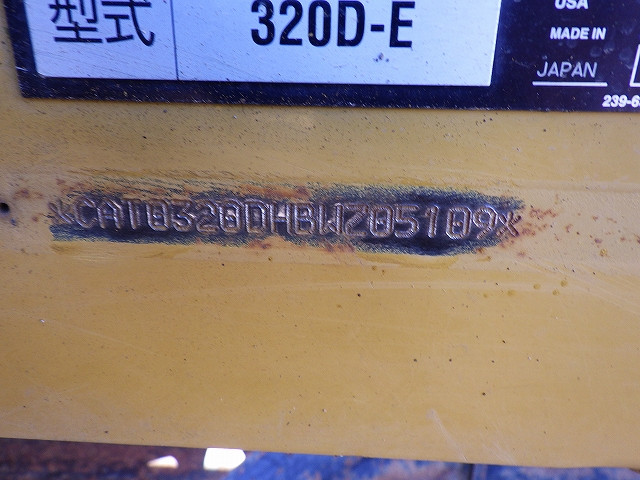 型式 320D-E
USA
MADE IN
JAPAN
239-6
*CAT0320DHBWZ05109*